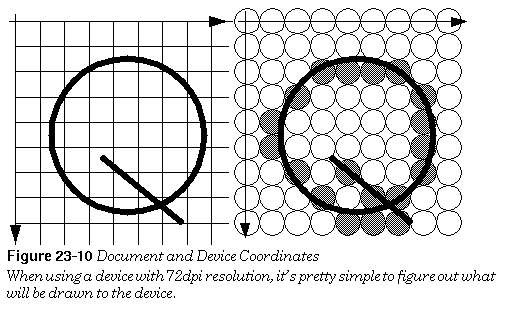 Figure 23-10 Document and Device Coordinates
When using a device with 72dpi resolution, it's pretty simple to figure out what
will be drawn to the device.